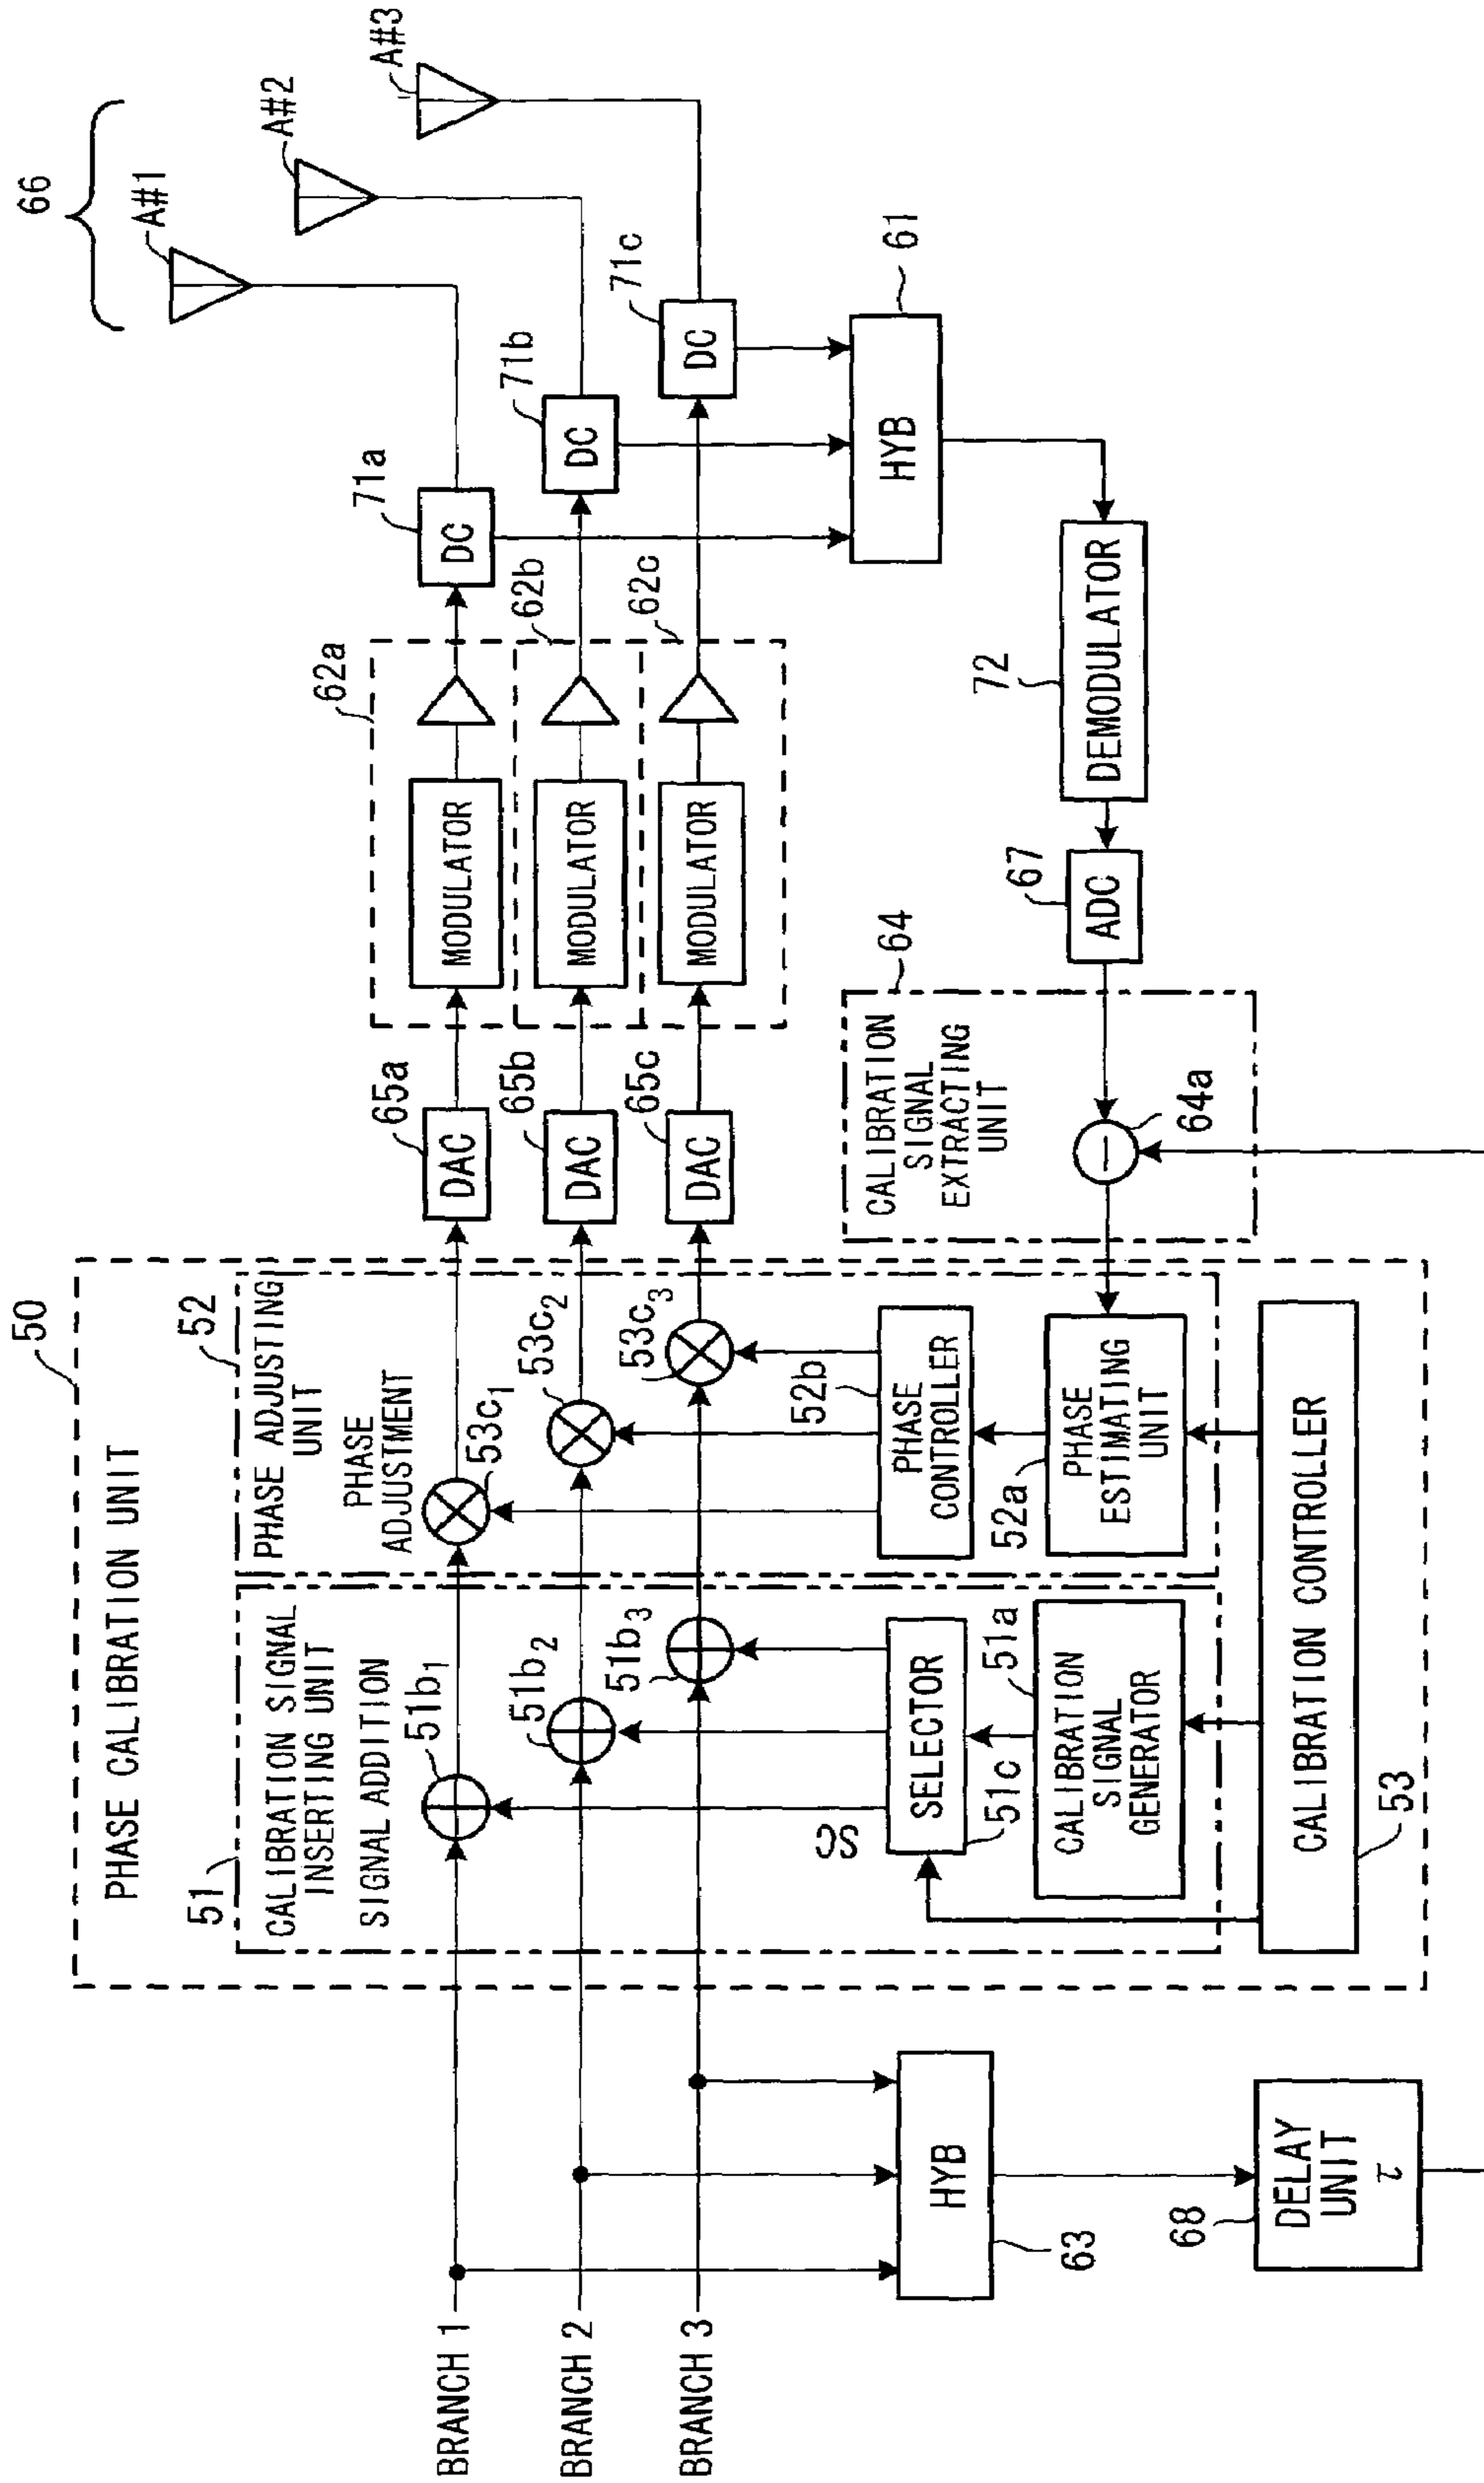 50
PHASE CALIBRATION UNIT
51
CALIBRATION SIGNAL
INSERTING UNIT
SIGNAL ADDITION
51b1
51b2
51b3
CS
SELECTOR
51c
51a
CALIBRATION
SIGNAL
GENERATOR
52
PHASE ADJUSTING
UNIT
PHASE
ADJUSTMENT
53c1
53c2
53c3
52b
PHASE
CONTROLLER
52a
PHASE
ESTIMATING
UNIT
CALIBRATION CONTROLLER
53
BRANCH 1
BRANCH 2
BRANCH 3
HYB
63
68
DELAY
UNIT
τ
65a
DAC
65b
DAC
65c
DAC
62a
MODULATOR
62b
MODULATOR
62c
MODULATOR
71a
DC
71b
DC
71c
DC
66
A#1
A#2
A#3
61
HYB
72
DEMODULATOR
67
ADC
64
CALIBRATION
SIGNAL
EXTRACTING
UNIT
64a